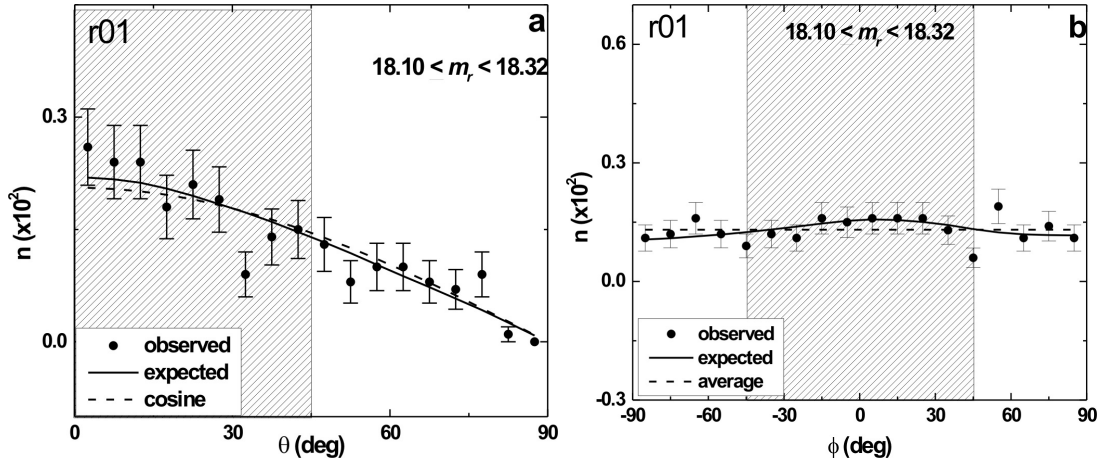 r01
a
18.10 < mᵣ < 18.32
0.3
0.0
n (x10²)
observed
expected
cosine
0 30 60 90
θ (deg)
r01
b
18.10 < mᵣ < 18.32
0.6
0.3
0.0
-0.3
n (x10²)
observed
expected
average
-90 -60 -30 0 30 60 90
ϕ (deg)